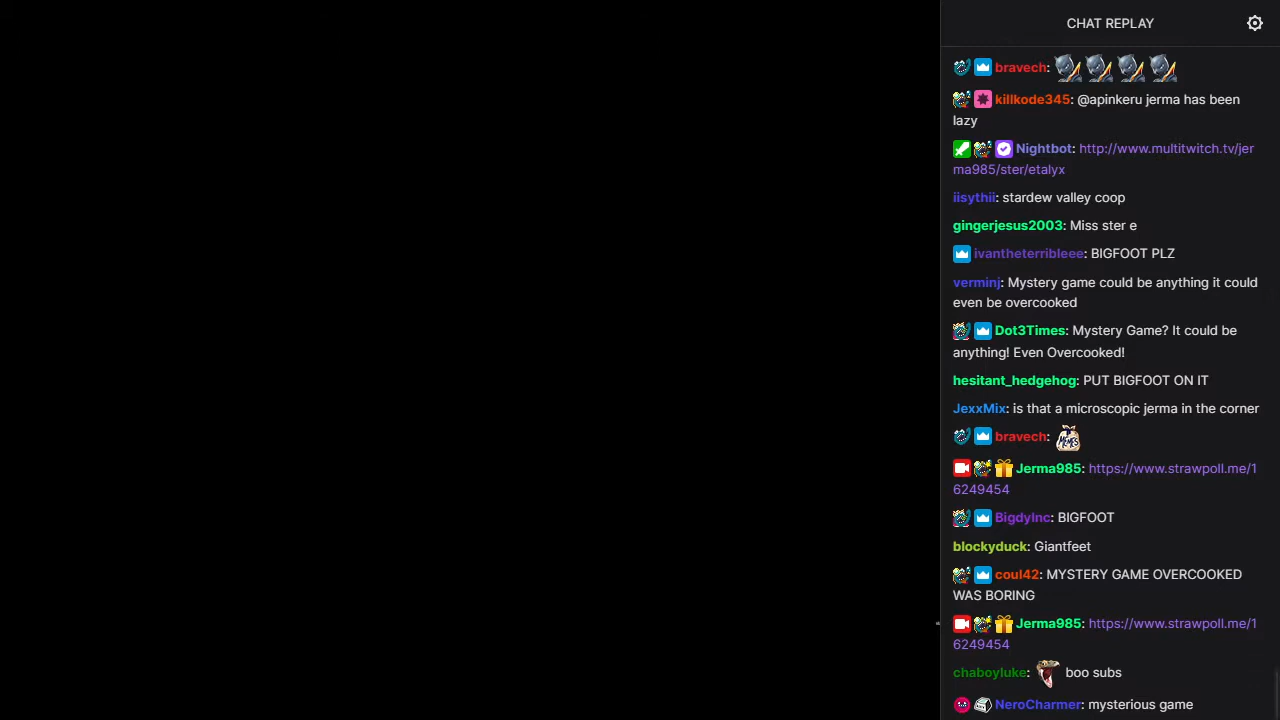 CHAT REPLAY
bravech:
killkode345: @apinkeru jerma has been
lazy
Nightbot: http://www.multitwitch.tv/jer
ma985/ster/etalyx
iisythii: stardew valley coop
gingerjesus2003: Miss ster e
ivantheterribleee: BIGFOOT PLZ
verminj: Mystery game could be anything it could
even be overcooked
Dot3Times: Mystery Game? It could be
anything! Even Overcooked!
hesitant_hedgehog: PUT BIGFOOT ON IT
JexxMix: is that a microscopic jerma in the corner
bravech: MEMES
Jerma985: https://www.strawpoll.me/1
6249454
BigdyInc: BIGFOOT
blockyduck: Giantfeet
coul42: MYSTERY GAME OVERCOOKED
WAS BORING
Jerma985: https://www.strawpoll.me/1
6249454
chaboyluke: boo subs
NeroCharmer: mysterious game